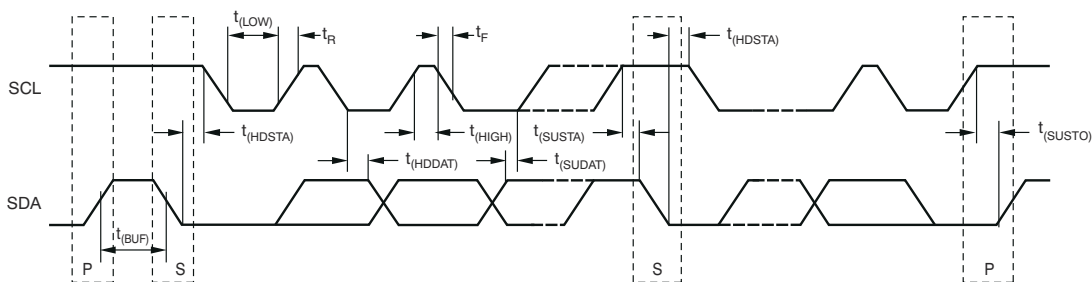 t(LOW)
tR
tF
t(HDSTA)
SCL
t(HDSTA)
t(HIGH)
t(SUSTA)
t(SUSTO)
t(HDDAT)
t(SUDAT)
SDA
t(BUF)
P
S
S
P